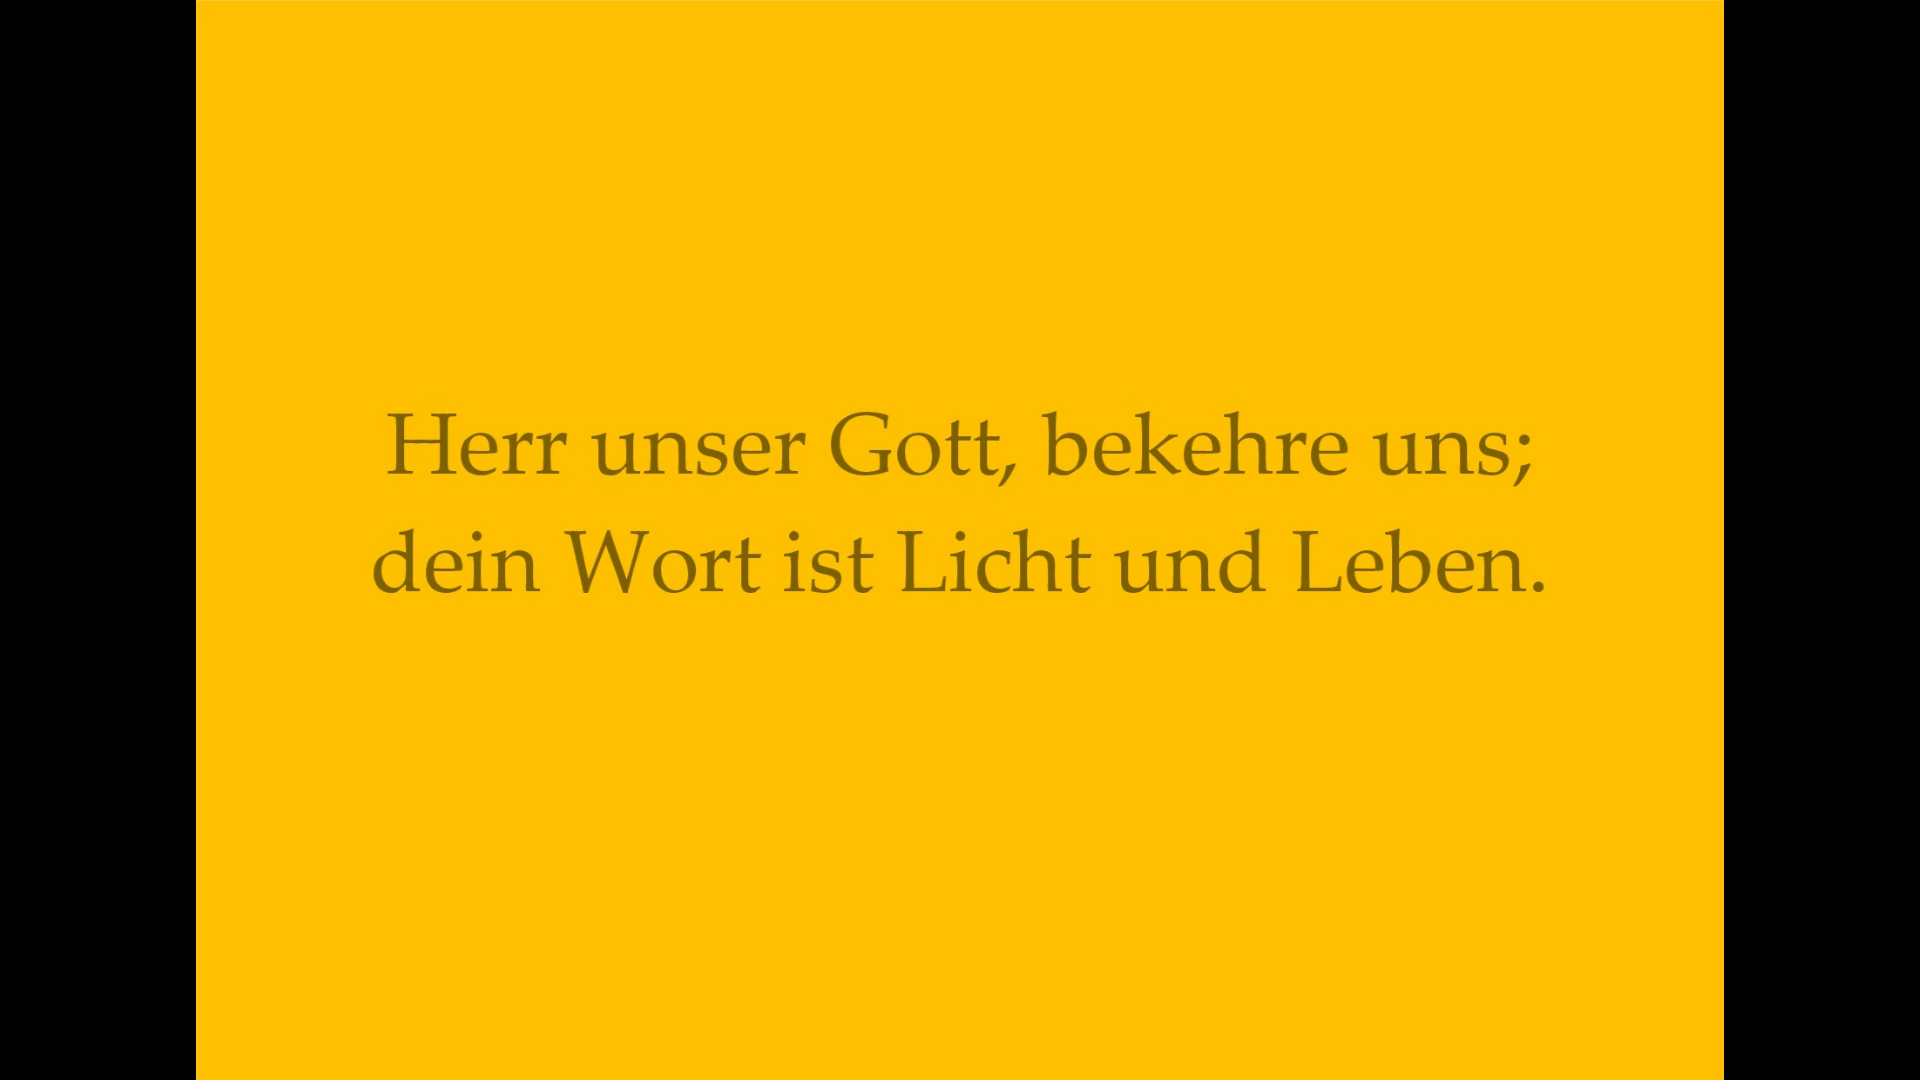 Herr unser Gott, bekehre uns;
dein Wort ist Licht und Leben.